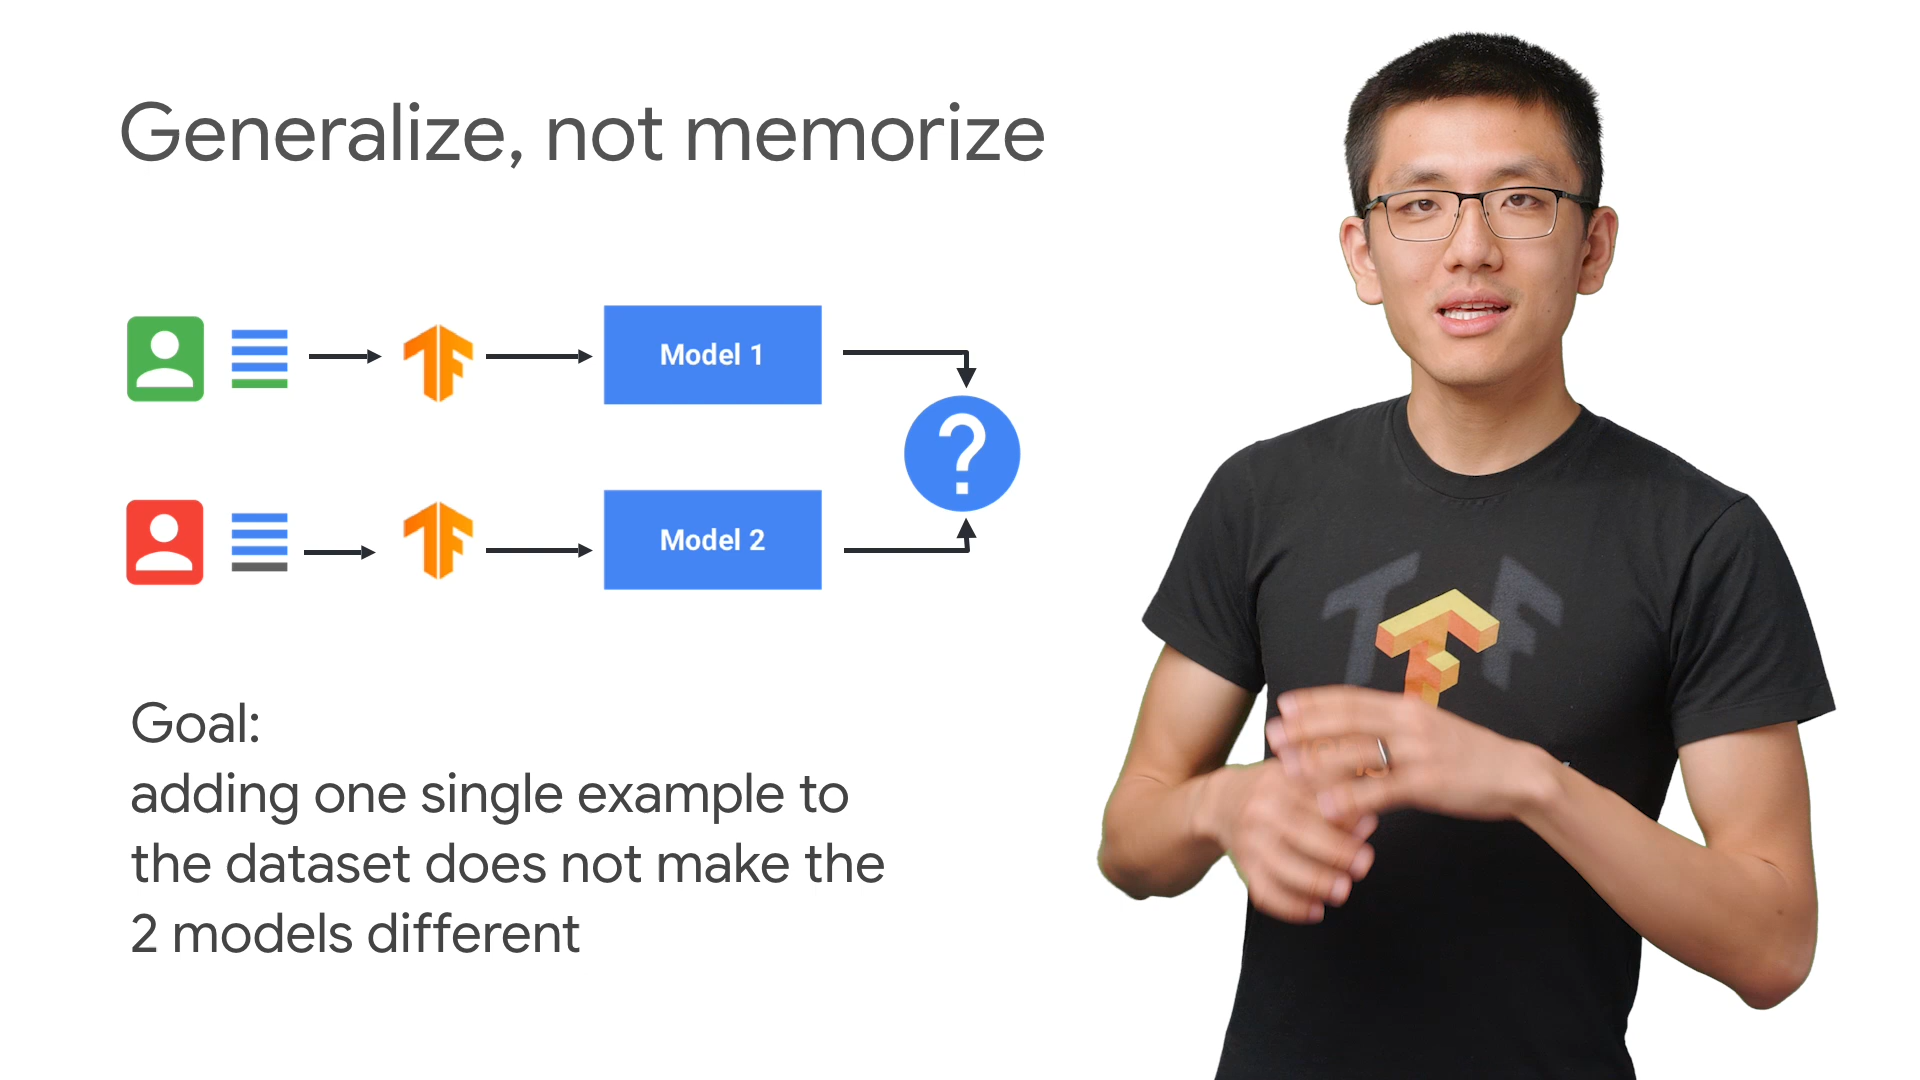 Generalize, not memorize
Model 1
?
Model 2
Goal:
adding one single example to
the dataset does not make the
2 models different
TF